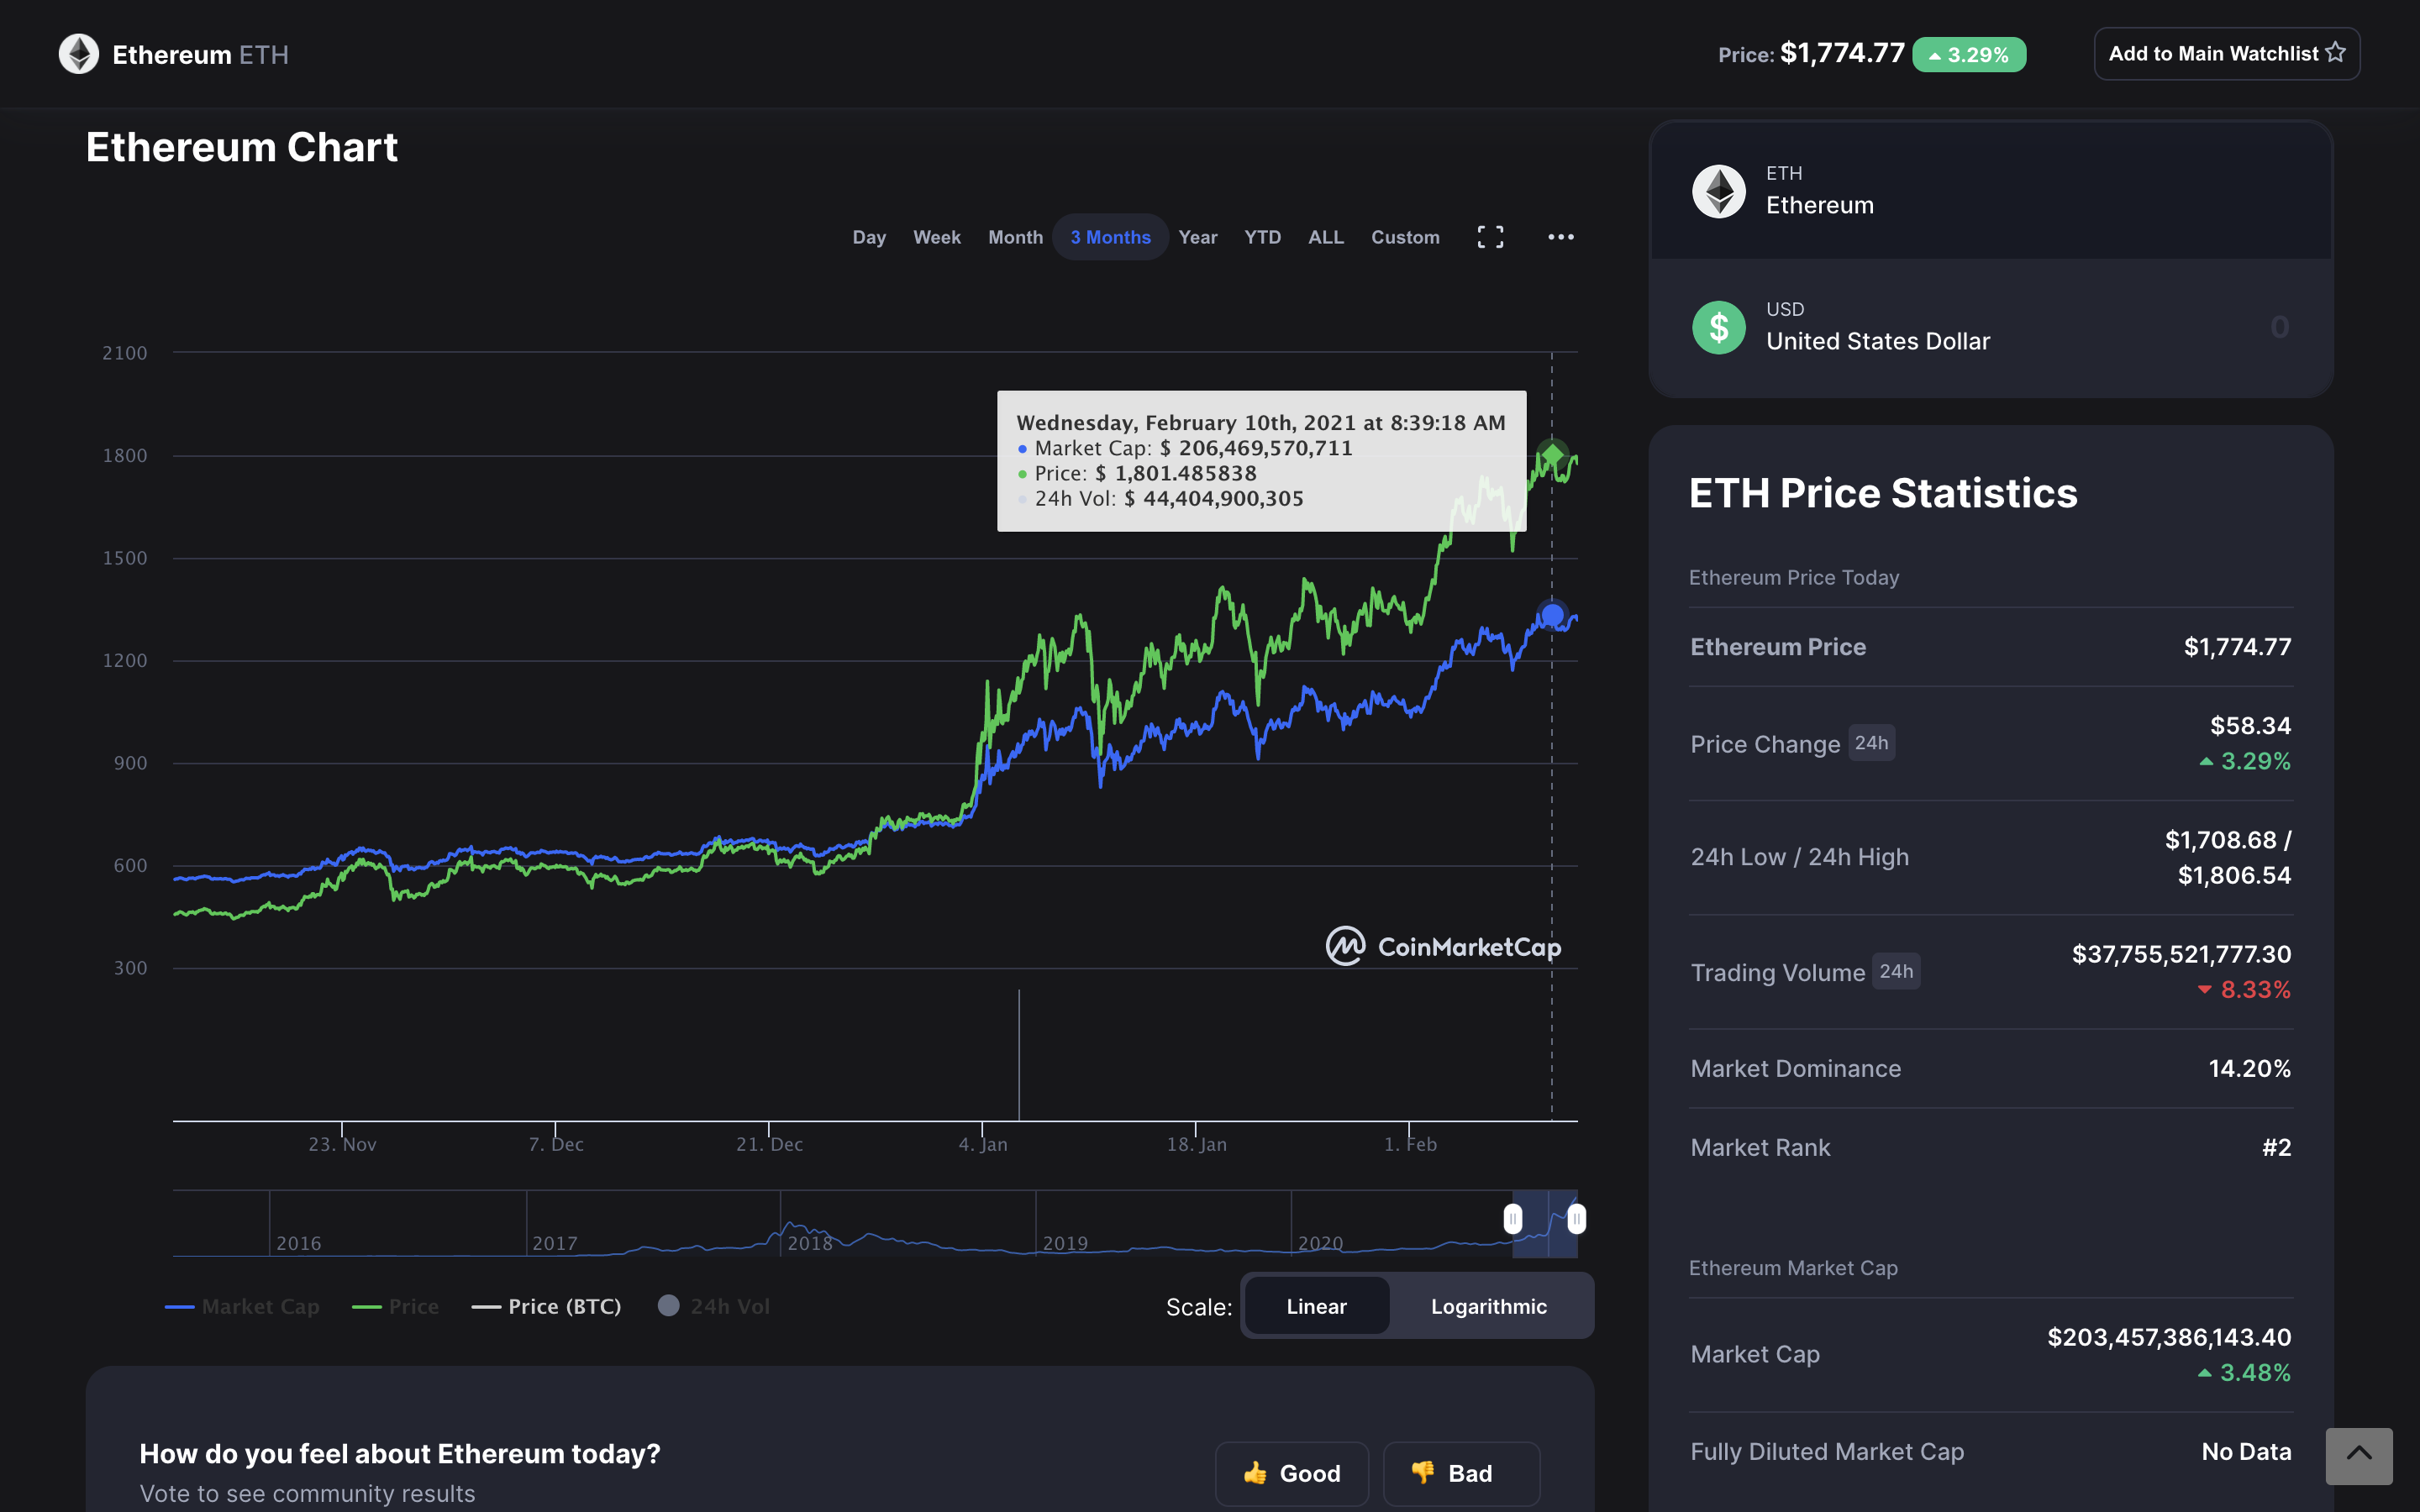 Ethereum ETH
Price: $1,774.77 3.29%
Add to Main Watchlist
Ethereum Chart
Day Week Month 3 Months Year YTD ALL Custom
2100
1800
1500
1200
900
600
300
Wednesday, February 10th, 2021 at 8:39:18 AM
Market Cap: $ 206,469,570,711
Price: $ 1,801.485838
24h Vol: $ 44,404,900,305
CoinMarketCap
23. Nov 7. Dec 21. Dec 4. Jan 18. Jan 1. Feb
2016 2017 2018 2019 2020
Market Cap Price Price (BTC) 24h Vol
Scale: Linear Logarithmic
How do you feel about Ethereum today?
Vote to see community results
Good Bad
ETH
Ethereum
$
USD
United States Dollar
0
ETH Price Statistics
Ethereum Price Today
Ethereum Price $1,774.77
Price Change 24h $58.34
3.29%
24h Low / 24h High $1,708.68 /
$1,806.54
Trading Volume 24h $37,755,521,777.30
8.33%
Market Dominance 14.20%
Market Rank #2
Ethereum Market Cap
Market Cap $203,457,386,143.40
3.48%
Fully Diluted Market Cap No Data